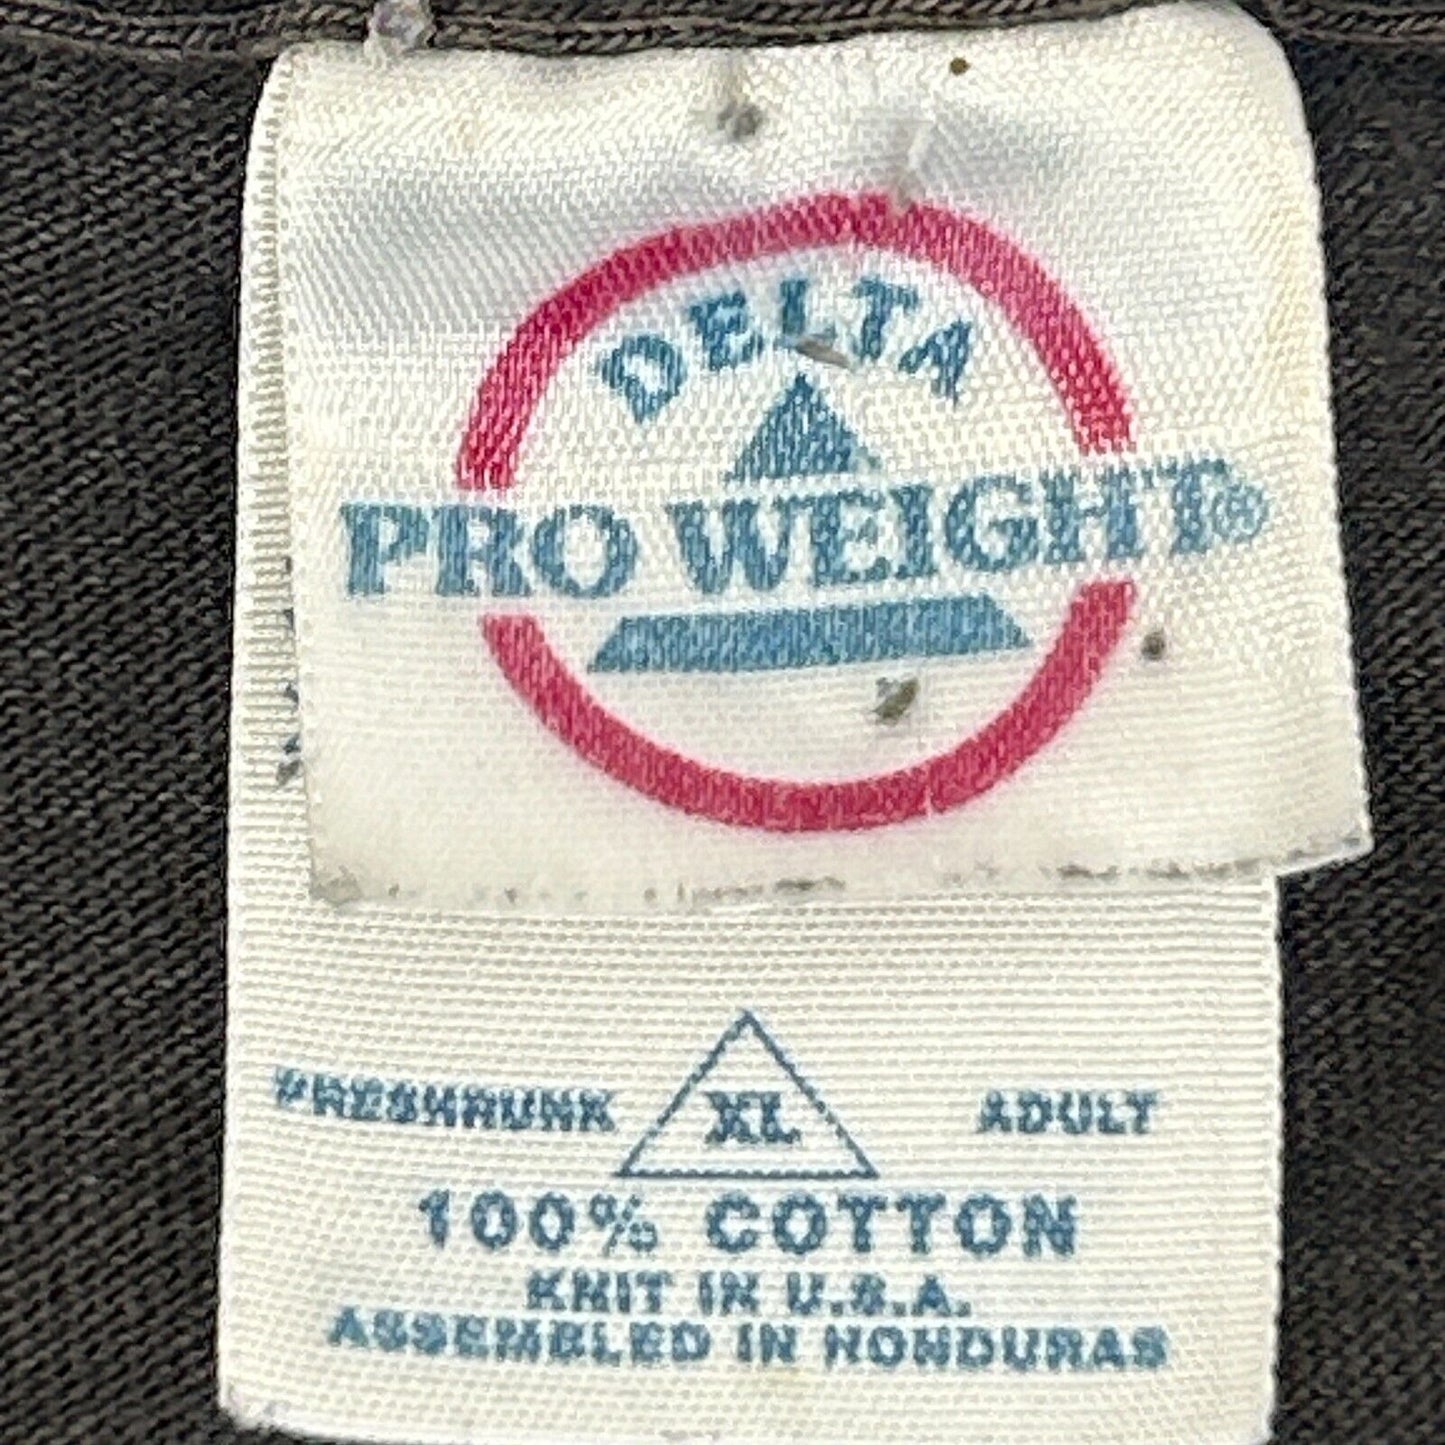 DELTA
PRO WEIGHT®
PRESHRUNK XL ADULT
100% COTTON
KNIT IN U.S.A.
ASSEMBLED IN HONDURAS